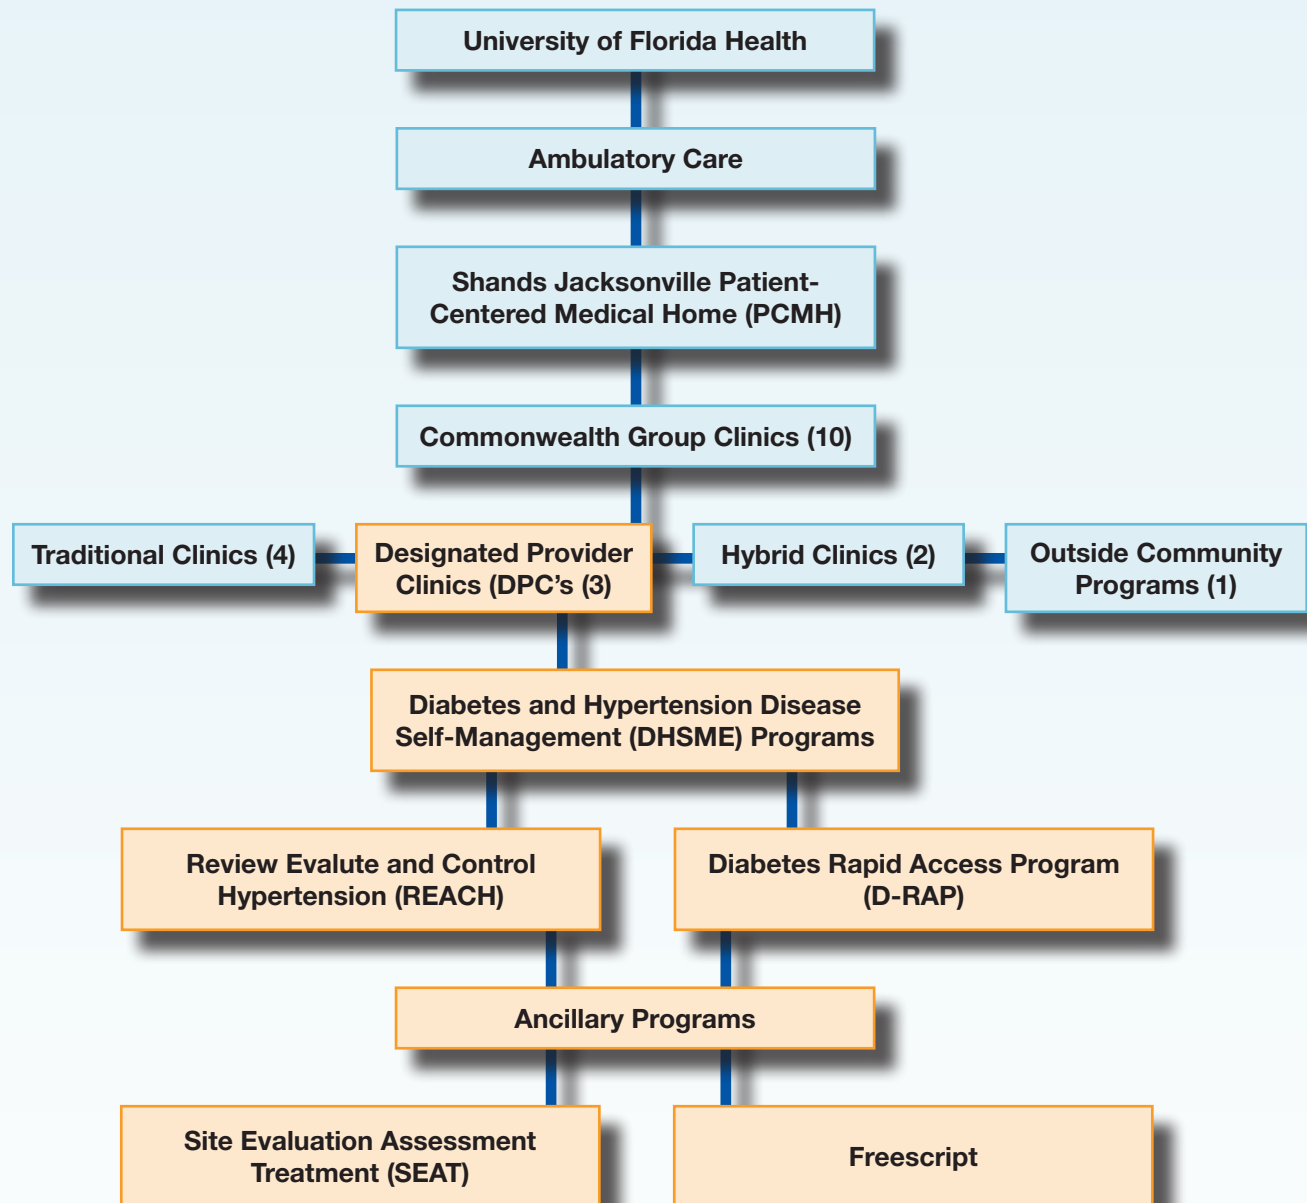 University of Florida Health
Ambulatory Care
Shands Jacksonville Patient-
Centered Medical Home (PCMH)
Commonwealth Group Clinics (10)
Traditional Clinics (4)
Designated Provider
Clinics (DPC’s (3)
Hybrid Clinics (2)
Outside Community
Programs (1)
Diabetes and Hypertension Disease
Self-Management (DHSME) Programs
Review Evalute and Control
Hypertension (REACH)
Diabetes Rapid Access Program
(D-RAP)
Ancillary Programs
Site Evaluation Assessment
Treatment (SEAT)
Freescript